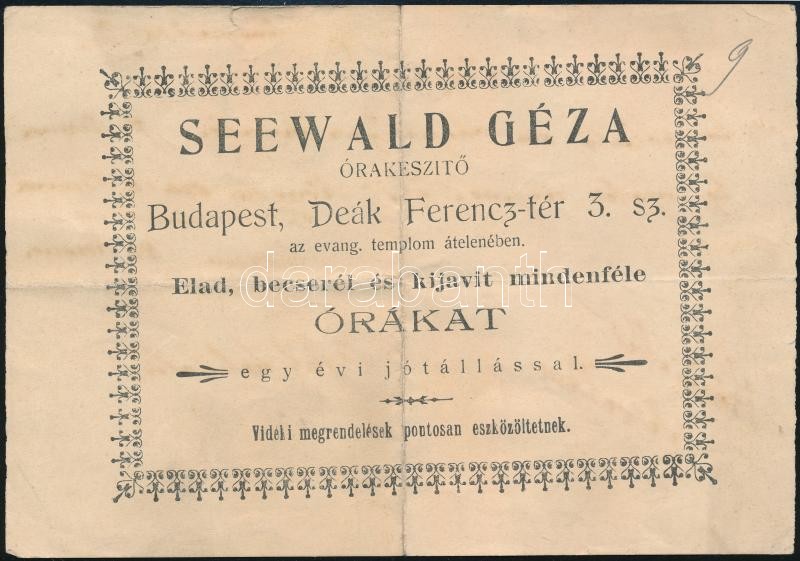 9
SEEWALD GÉZA
ÓRAKESZITŐ
Budapest, Deák Ferencz-tér 3. sz.
az evang. templom átelenében.
Elad, becserél és kijavit mindenféle
darabanth
ÓRÁKAT
egy évi jótállással.
Vidéki megrendelések pontosan eszközöltetnek.